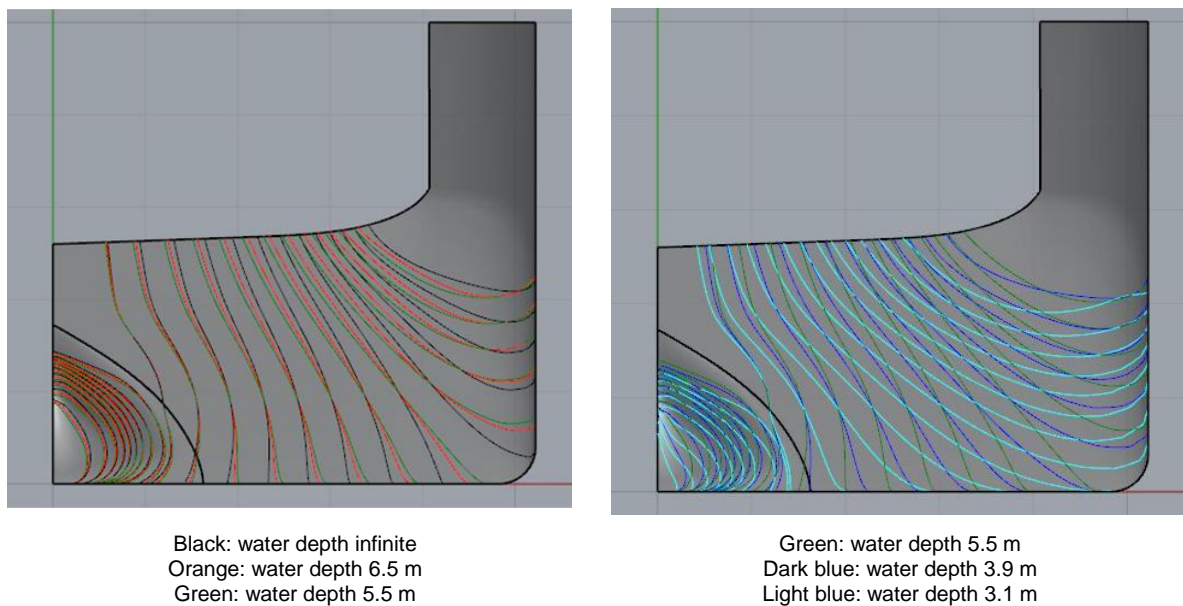 Black: water depth infinite
Orange: water depth 6.5 m
Green: water depth 5.5 m
Green: water depth 5.5 m
Dark blue: water depth 3.9 m
Light blue: water depth 3.1 m